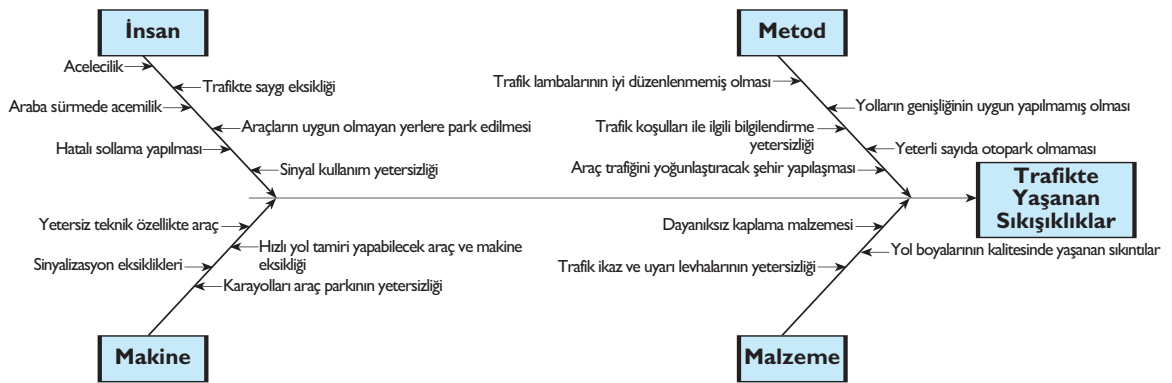 İnsan
Acelecilik
Trafikte saygı eksikliği
Araba sürmede acemilik
Araçların uygun olmayan yerlere park edilmesi
Hatalı sollama yapılması
Sinyal kullanım yetersizliği
Metod
Trafik lambalarının iyi düzenlenmemiş olması
Yolların genişliğinin uygun yapılmamış olması
Trafik koşulları ile ilgili bilgilendirme
yetersizliği
Yeterli sayıda otopark olmaması
Araç trafiğini yoğunlaştıracak şehir yapılaşması
Trafikte
Yaşanan
Sıkışıklıklar
Yetersiz teknik özellikte araç
Hızlı yol tamiri yapabilecek araç ve makine
eksikliği
Sinyalizasyon eksiklikleri
Karayolları araç parkının yetersizliği
Makine
Dayanıksız kaplama malzemesi
Yol boyalarının kalitesinde yaşanan sıkıntılar
Trafik ikaz ve uyarı levhalarının yetersizliği
Malzeme